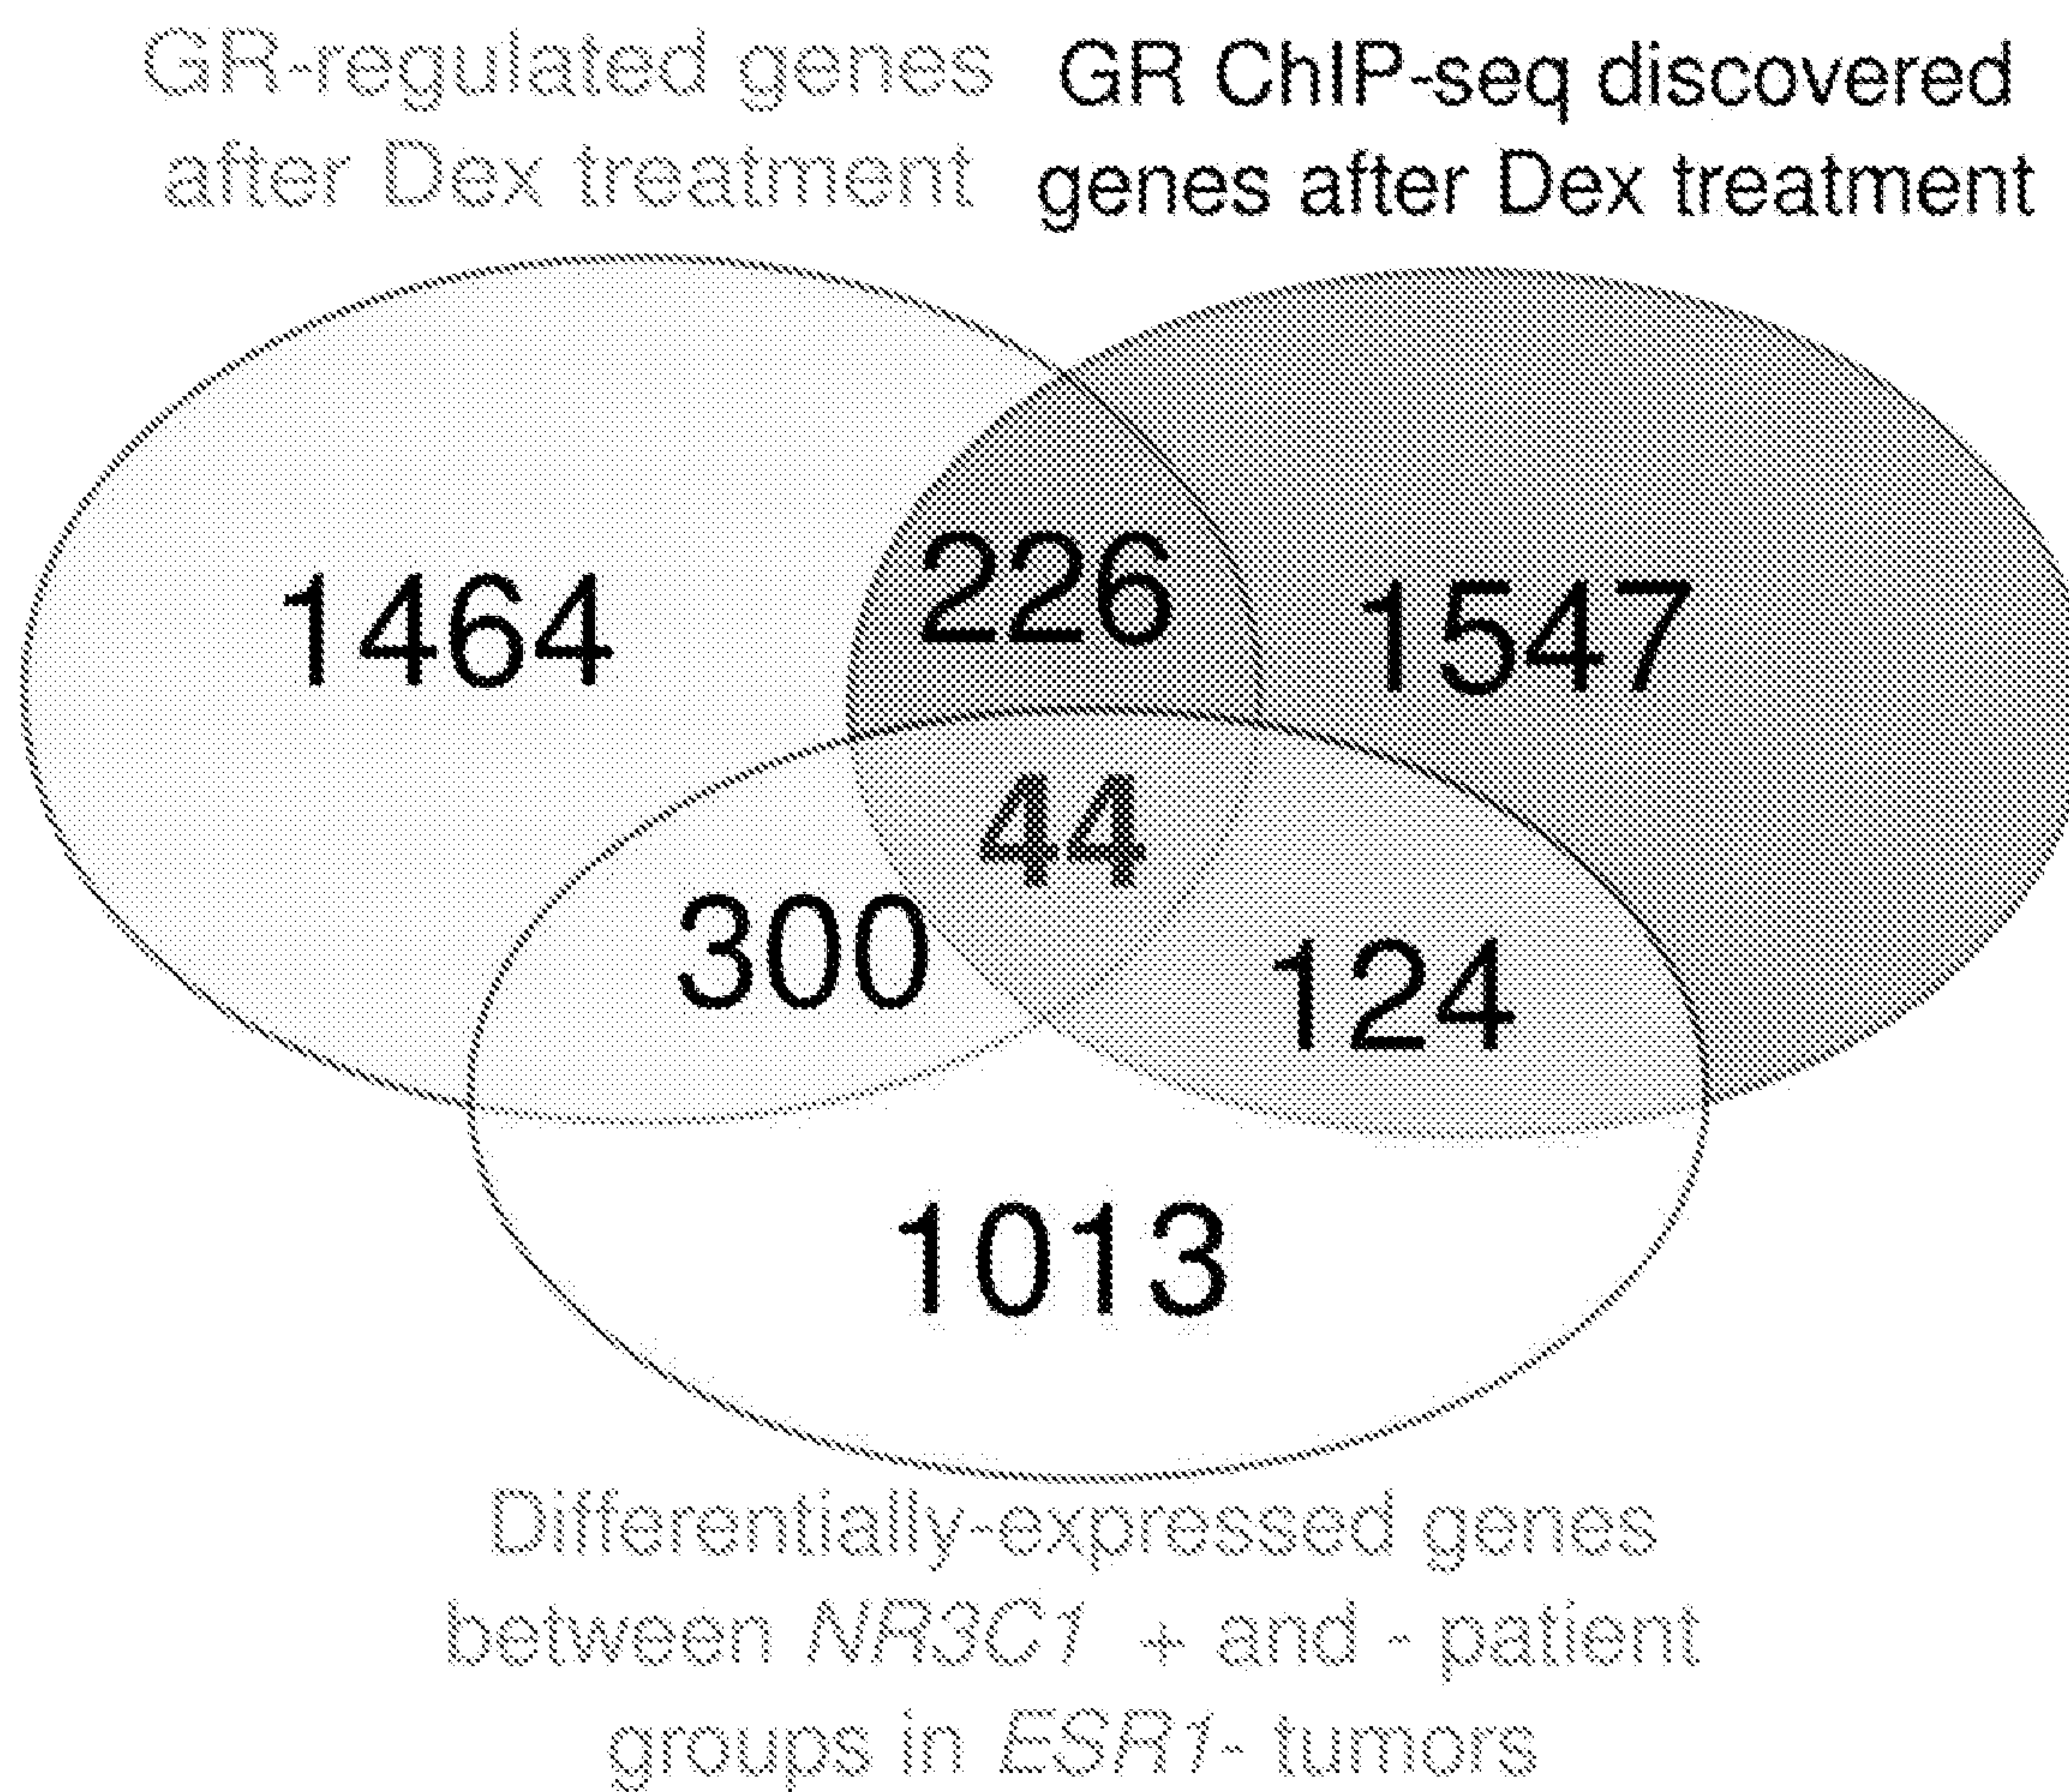 GR-regulated genes
after Dex treatment
GR ChIP-seq discovered
genes after Dex treatment
1464
226
1547
44
300
124
1013
Differentially-expressed genes
between NR3C1 + and - patient
groups in ESR1- tumors